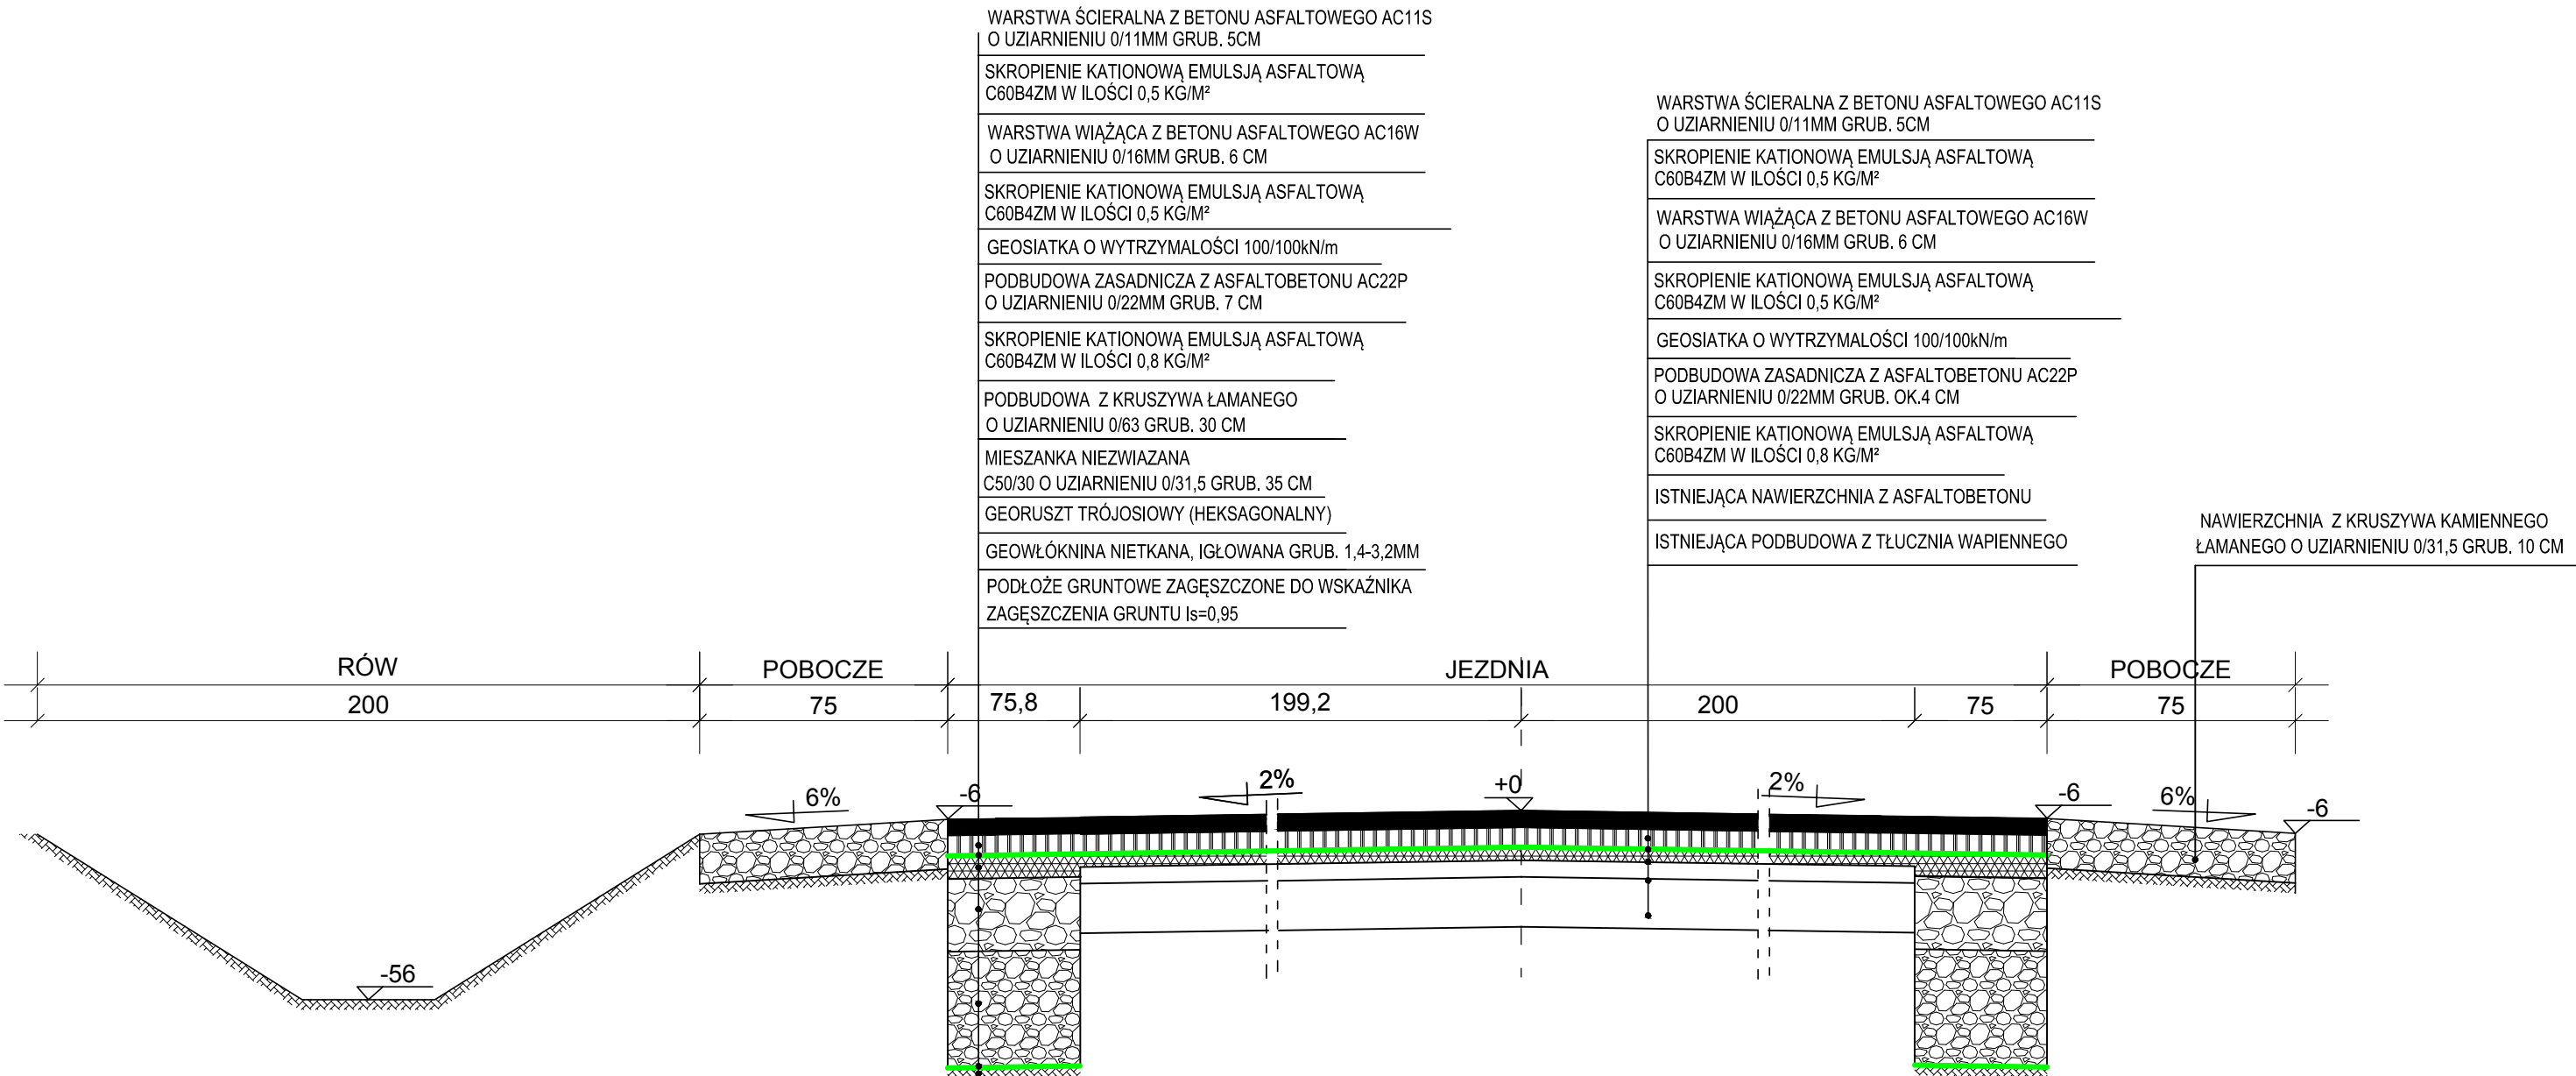 WARSTWA ŚCIERALNA Z BETONU ASFALTOWEGO AC11S
O UZIARNIENIU 0/11MM GRUB. 5CM
SKROPIENIE KATIONOWĄ EMULSJĄ ASFALTOWĄ
C60B4ZM W ILOŚCI 0,5 KG/M²
WARSTWA WIĄŻĄCA Z BETONU ASFALTOWEGO AC16W
O UZIARNIENIU 0/16MM GRUB. 6 CM
SKROPIENIE KATIONOWĄ EMULSJĄ ASFALTOWĄ
C60B4ZM W ILOŚCI 0,5 KG/M²
GEOSIATKA O WYTRZYMALOŚCI 100/100kN/m
PODBUDOWA ZASADNICZA Z ASFALTOBETONU AC22P
O UZIARNIENIU 0/22MM GRUB. 7 CM
SKROPIENIE KATIONOWĄ EMULSJĄ ASFALTOWĄ
C60B4ZM W ILOŚCI 0,8 KG/M²
PODBUDOWA Z KRUSZYWA ŁAMANEGO
O UZIARNIENIU 0/63 GRUB. 30 CM
MIESZANKA NIEZWIAZANA
C50/30 O UZIARNIENIU 0/31,5 GRUB. 35 CM
GEORUSZT TRÓJOSIOWY (HEKSAGONALNY)
GEOWŁÓKNINA NIETKANA, IGŁOWANA GRUB. 1,4-3,2MM
PODŁOŻE GRUNTOWE ZAGĘSZCZONE DO WSKAŹNIKA
ZAGĘSZCZENIA GRUNTU Is=0,95
WARSTWA ŚCIERALNA Z BETONU ASFALTOWEGO AC11S
O UZIARNIENIU 0/11MM GRUB. 5CM
SKROPIENIE KATIONOWĄ EMULSJĄ ASFALTOWĄ
C60B4ZM W ILOŚCI 0,5 KG/M²
WARSTWA WIĄŻĄCA Z BETONU ASFALTOWEGO AC16W
O UZIARNIENIU 0/16MM GRUB. 6 CM
SKROPIENIE KATIONOWĄ EMULSJĄ ASFALTOWĄ
C60B4ZM W ILOŚCI 0,5 KG/M²
GEOSIATKA O WYTRZYMALOŚCI 100/100kN/m
PODBUDOWA ZASADNICZA Z ASFALTOBETONU AC22P
O UZIARNIENIU 0/22MM GRUB. OK.4 CM
SKROPIENIE KATIONOWĄ EMULSJĄ ASFALTOWĄ
C60B4ZM W ILOŚCI 0,8 KG/M²
ISTNIEJĄCA NAWIERZCHNIA Z ASFALTOBETONU
ISTNIEJĄCA PODBUDOWA Z TŁUCZNIA WAPIENNEGO
NAWIERZCHNIA Z KRUSZYWA KAMIENNEGO
ŁAMANEGO O UZIARNIENIU 0/31,5 GRUB. 10 CM
RÓW POBOCZE JEZDNIA POBOCZE
200 75 75,8 199,2 200 75 75
6% -6 2% +0 2% -6 6% -6
-56